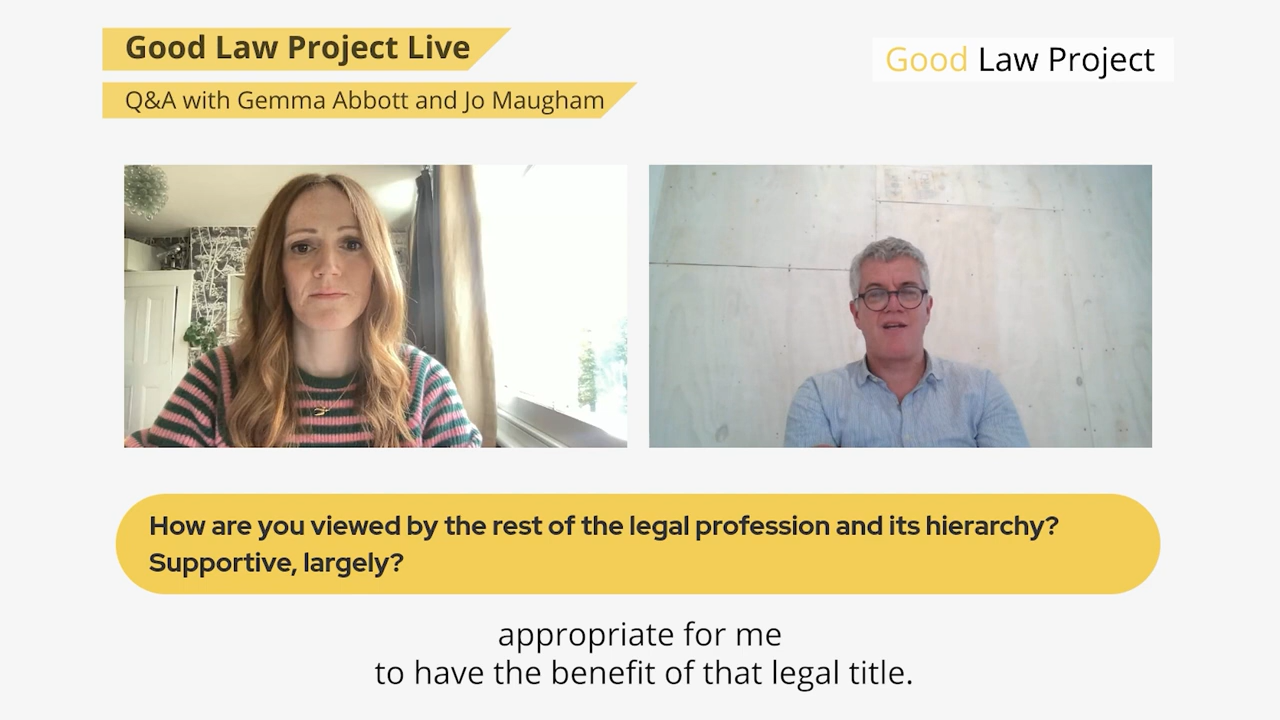 Good Law Project Live
Good Law Project
Q&A with Gemma Abbott and Jo Maugham
How are you viewed by the rest of the legal profession and its hierarchy?
Supportive, largely?
appropriate for me
to have the benefit of that legal title.